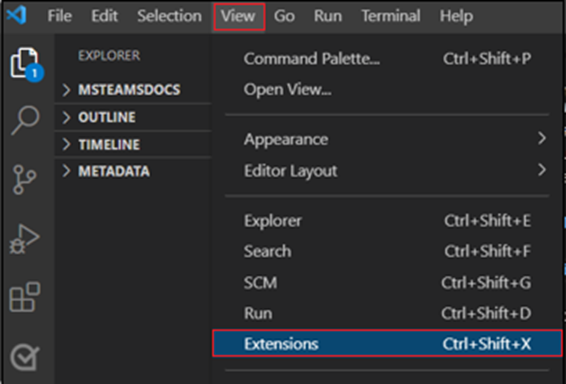 File Edit Selection View Go Run Terminal Help
EXPLORER
1
MSTEAMSDOCS
OUTLINE
TIMELINE
METADATA
Command Palette... Ctrl+Shift+P
Open View...
Appearance
Editor Layout
Explorer Ctrl+Shift+E
Search Ctrl+Shift+F
SCM Ctrl+Shift+G
Run Ctrl+Shift+D
Extensions Ctrl+Shift+X